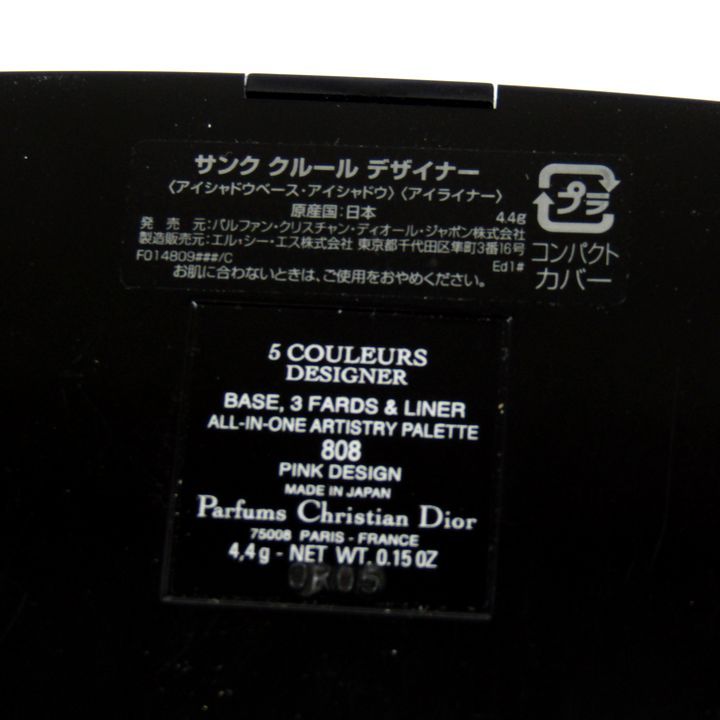 サンク クルール デザイナー
〈アイシャドウベース・アイシャドウ〉〈アイライナー〉
原産国:日本 4.4g
発 売 元:パルファン・クリスチャン・ディオール・ジャポン株式会社
製造販売元:エル・シー・エス株式会社 東京都千代田区隼町3番16号
F014809###/C Ed1#
お肌に合わないときは、ご使用をおやめください。
プラ
コンパクト
カバー
5 COULEURS
DESIGNER
BASE, 3 FARDS & LINER
ALL-IN-ONE ARTISTRY PALETTE
808
PINK DESIGN
MADE IN JAPAN
Parfums Christian Dior
75008 PARIS - FRANCE
4,4 g - NET WT. 0.15 OZ
0R05